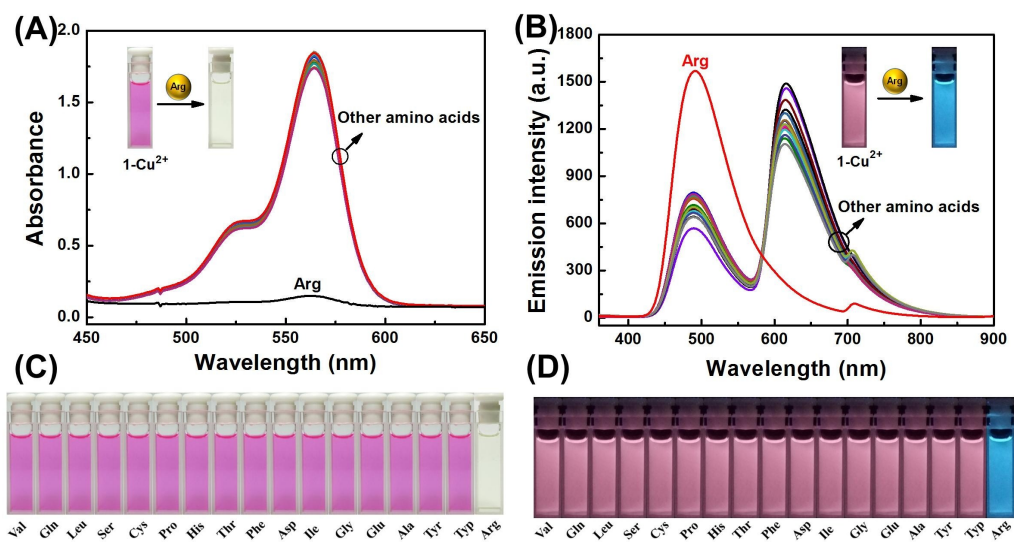 (A)
2.0
1.5
1.0
0.5
0.0
Absorbance
Arg
1-Cu2+
Other amino acids
Arg
450 500 550 600 650
Wavelength (nm)
(B)
1800
1500
1200
900
600
300
0
Emission intensity (a.u.)
Arg
Arg
1-Cu2+
Other amino acids
400 500 600 700 800 900
Wavelength (nm)
(C)
Val Gln Leu Ser Cys Pro His Thr Phe Asp Ile Gly Glu Ala Tyr Typ Arg
(D)
Val Gln Leu Ser Cys Pro His Thr Phe Asp Ile Gly Glu Ala Tyr Typ Arg